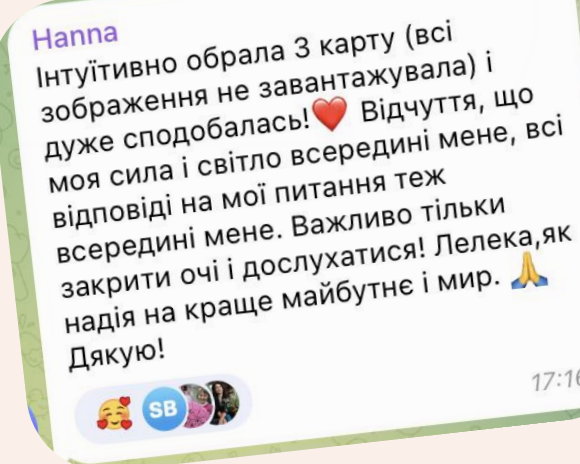 Hanna
Інтуїтивно обрала 3 карту (всі
зображення не завантажувала) і
дуже сподобалась!❤️ Відчуття, що
моя сила і світло всередині мене, всі
відповіді на мої питання теж
всередині мене. Важливо тільки
закрити очі і дослухатися! Лелека,як
надія на краще майбутнє і мир. 🙏
Дякую!
SB
17:16